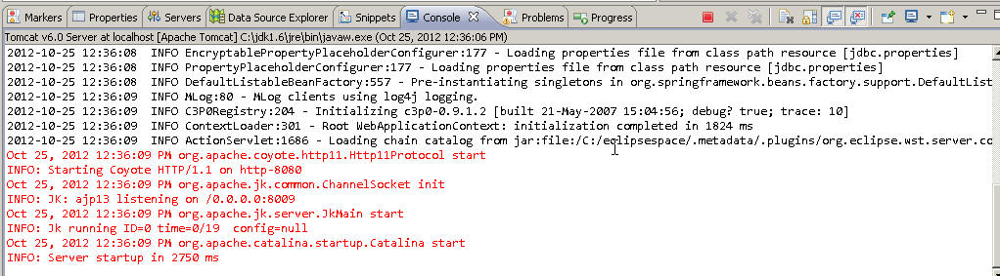 Markers Properties Servers Data Source Explorer Snippets Console Problems Progress
Tomcat v6.0 Server at localhost [Apache Tomcat] C:\jdk1.6\jre\bin\javaw.exe (Oct 25, 2012 12:36:06 PM)
2012-10-25 12:36:08  INFO EncryptablePropertyPlaceholderConfigurer:177 - Loading properties file from class path resource [jdbc.properties]
2012-10-25 12:36:08  INFO PropertyPlaceholderConfigurer:177 - Loading properties file from class path resource [jdbc.properties]
2012-10-25 12:36:08  INFO DefaultListableBeanFactory:557 - Pre-instantiating singletons in org.springframework.beans.factory.support.DefaultList
2012-10-25 12:36:09  INFO MLog:80 - MLog clients using log4j logging.
2012-10-25 12:36:09  INFO C3P0Registry:204 - Initializing c3p0-0.9.1.2 [built 21-May-2007 15:04:56; debug? true; trace: 10]
2012-10-25 12:36:09  INFO ContextLoader:301 - Root WebApplicationContext: initialization completed in 1824 ms
2012-10-25 12:36:09  INFO ActionServlet:1686 - Loading chain catalog from jar:file:/C:/eclipsespace/.metadata/.plugins/org.eclipse.wst.server.co
Oct 25, 2012 12:36:09 PM org.apache.coyote.http11.Http11Protocol start
INFO: Starting Coyote HTTP/1.1 on http-8080
Oct 25, 2012 12:36:09 PM org.apache.jk.common.ChannelSocket init
INFO: JK: ajp13 listening on /0.0.0.0:8009
Oct 25, 2012 12:36:09 PM org.apache.jk.server.JkMain start
INFO: Jk running ID=0 time=0/19  config=null
Oct 25, 2012 12:36:09 PM org.apache.catalina.startup.Catalina start
INFO: Server startup in 2750 ms